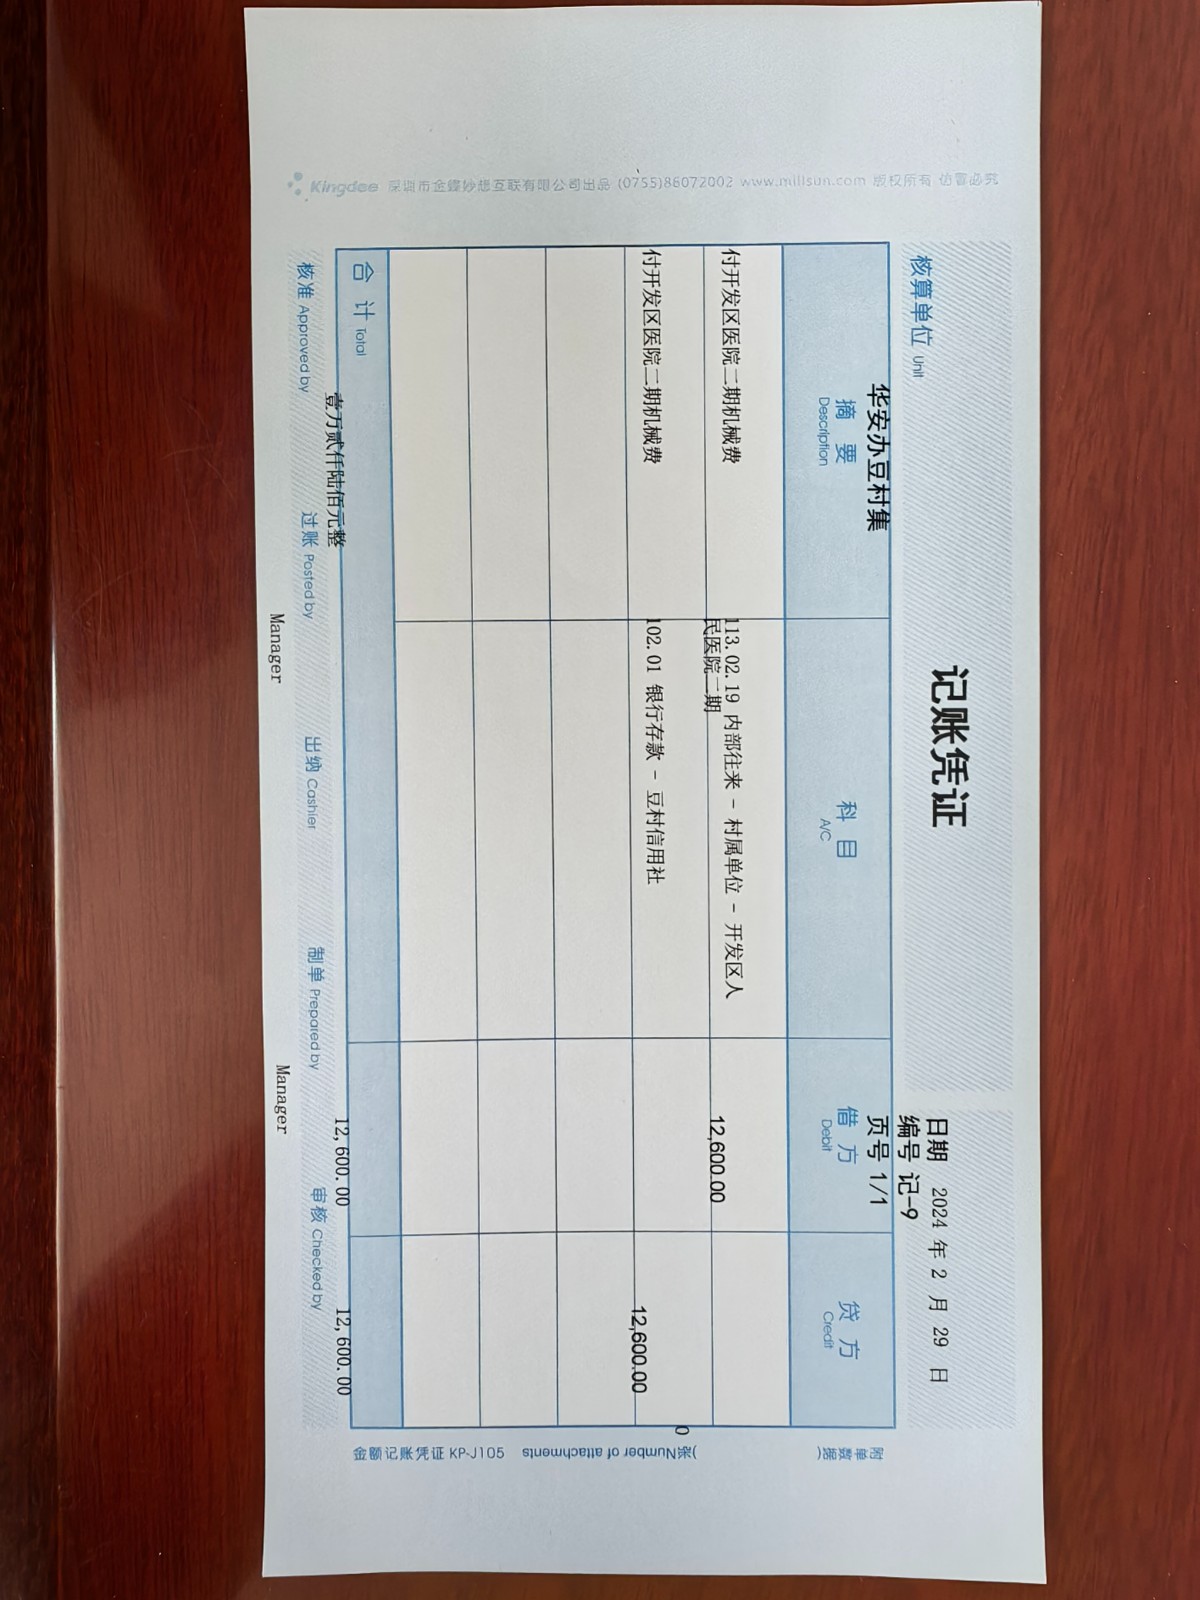 记账凭证
日期 2024 年 2 月 29 日
编号 记-9
核算单位 Unit
华安办豆村集
页号 1/1
摘 要 Description
科 目 A/C
借 方 Debit
贷 方 Credit
付开发区医院二期机械费
113.02.19 内部往来 - 村属单位 - 开发区人
民医院二期
12,600.00
付开发区医院二期机械费
102.01 银行存款 - 豆村信用社
12,600.00
合 计 Total
壹万贰仟陆佰元整
12,600.00
12,600.00
核准 Approved by
过账 Posted by
出纳 Cashier
制单 Prepared by
审核 Checked by
Manager
Manager
附单据数(
0
)张 Number of attachments
金额记账凭证 KP-J105
Kingdee 深圳市金蝶妙想互联有限公司出品 (0755)86072002 www.millsun.com 版权所有 仿冒必究